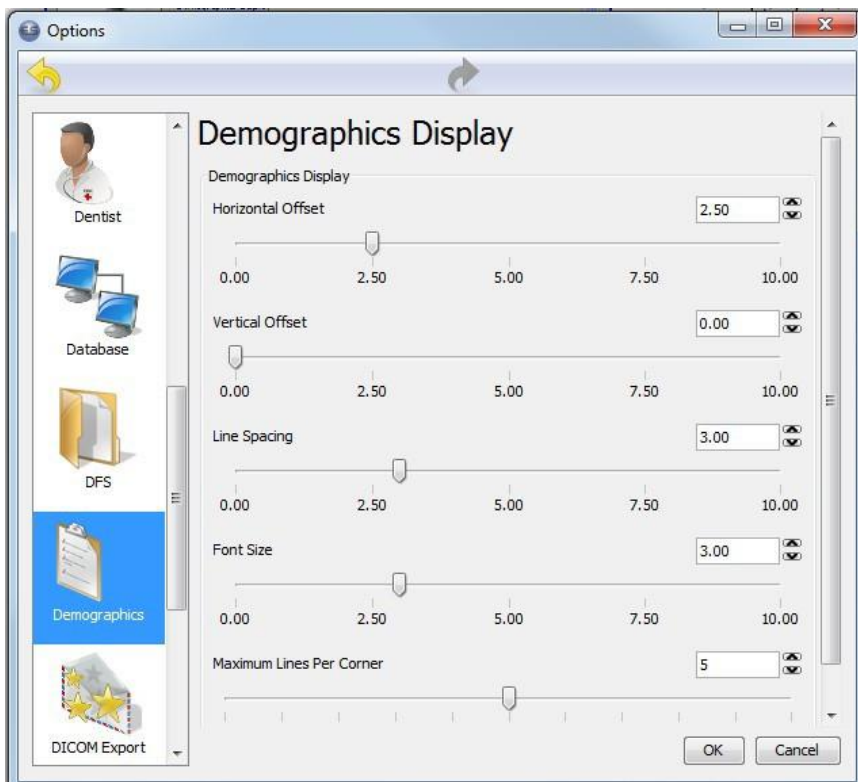 Options
Demographics Display
Dentist
Database
DFS
Demographics
DICOM Export
Demographics Display
Horizontal Offset 2.50
0.00 2.50 5.00 7.50 10.00
Vertical Offset 0.00
0.00 2.50 5.00 7.50 10.00
Line Spacing 3.00
0.00 2.50 5.00 7.50 10.00
Font Size 3.00
0.00 2.50 5.00 7.50 10.00
Maximum Lines Per Corner 5
OK Cancel